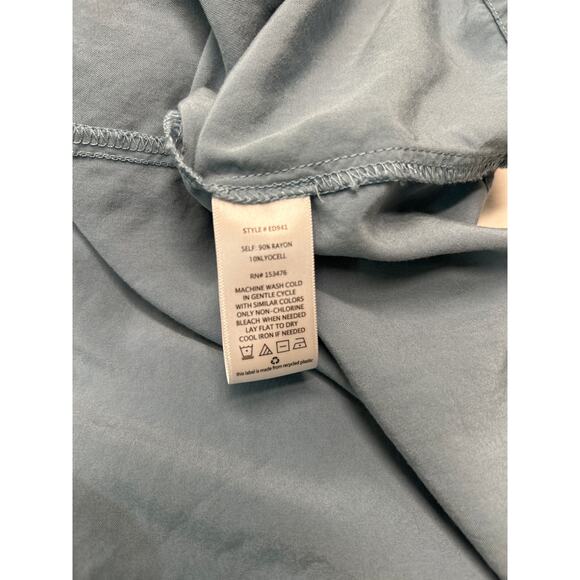 STYLE # ED941
SELF: 90% RAYON
10%LYOCELL
RN# 153476
MACHINE WASH COLD
IN GENTLE CYCLE
WITH SIMILAR COLORS
ONLY NON-CHLORINE
BLEACH WHEN NEEDED
LAY FLAT TO DRY
COOL IRON IF NEEDED
this label is made from recycled plastic